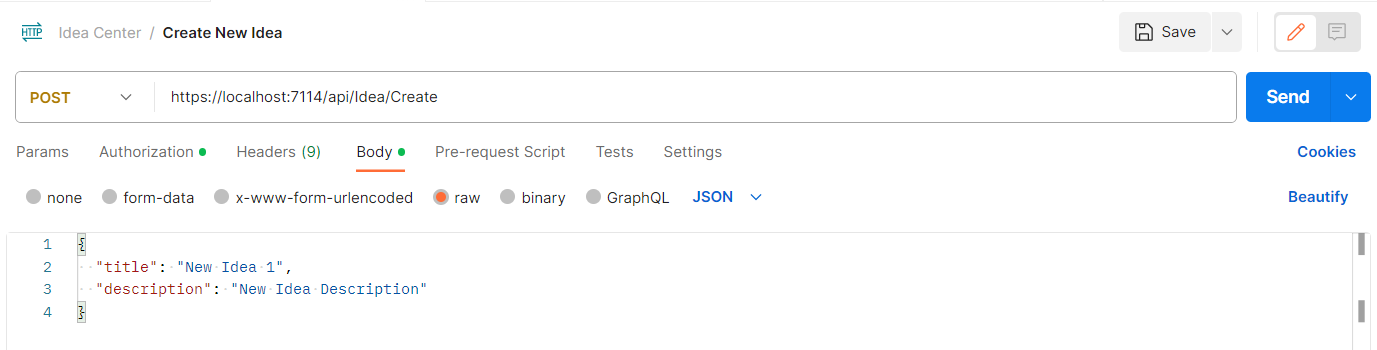 HTTP Idea Center / Create New Idea Save
POST https://localhost:7114/api/Idea/Create Send
Params Authorization Headers (9) Body Pre-request Script Tests Settings Cookies
none form-data x-www-form-urlencoded raw binary GraphQL JSON Beautify
1 {
2 "title": "New Idea 1",
3 "description": "New Idea Description"
4 }